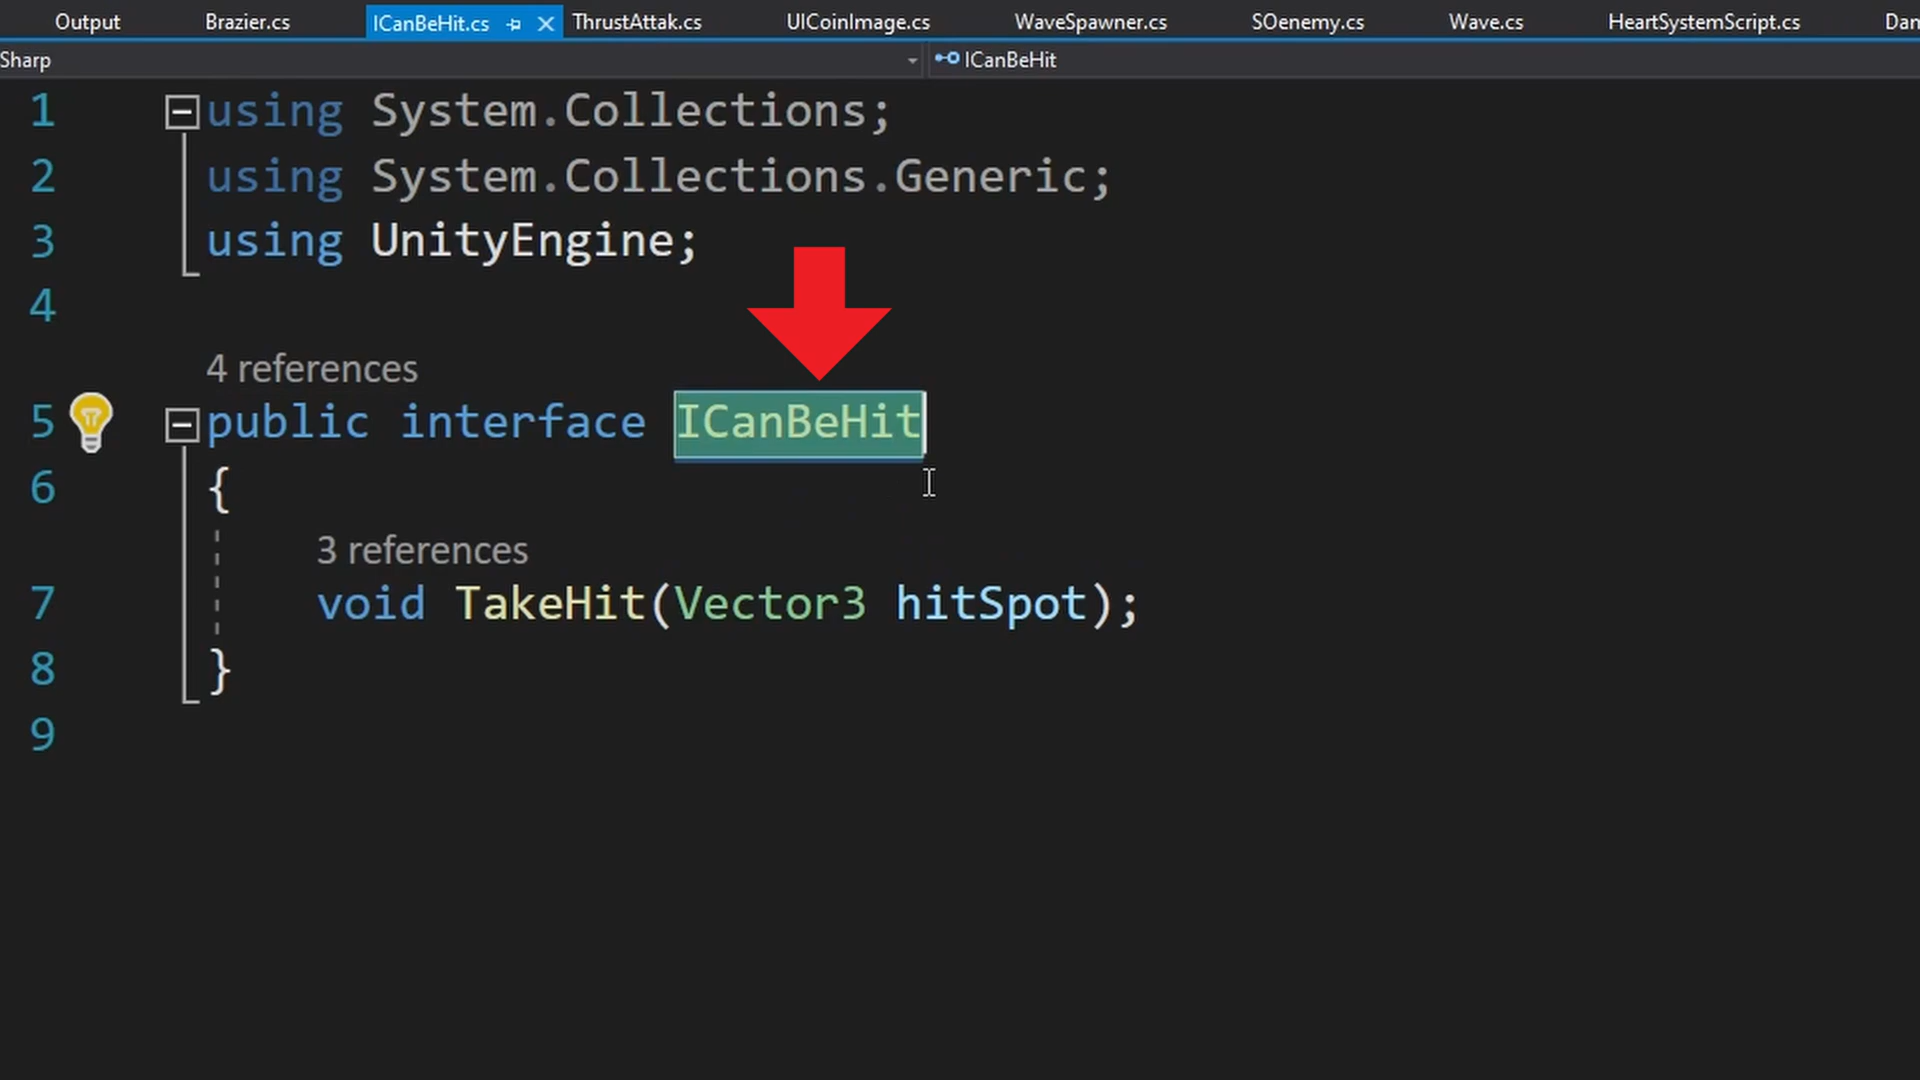 Output Brazier.cs ICanBeHit.cs ThrustAttak.cs UICoinImage.cs WaveSpawner.cs SOenemy.cs Wave.cs HeartSystemScript.cs Dan
Sharp ICanBeHit
1 using System.Collections;
2 using System.Collections.Generic;
3 using UnityEngine;
4
4 references
5 public interface ICanBeHit
6 {
3 references
7 void TakeHit(Vector3 hitSpot);
8 }
9